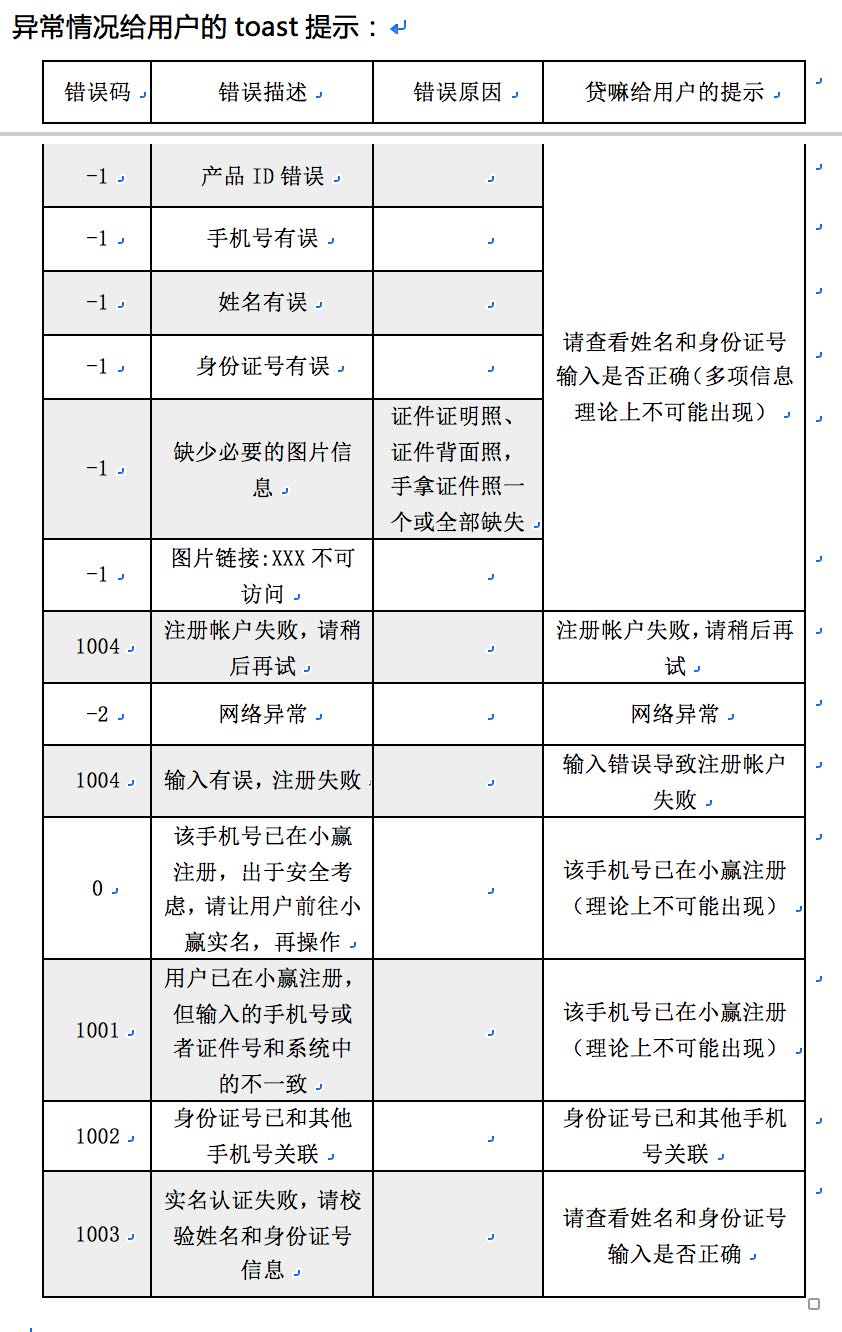 异常情况给用户的 toast 提示：
错误码 错误描述 错误原因 贷嘛给用户的提示
-1 产品 ID 错误
-1 手机号有误
-1 姓名有误
-1 身份证号有误
-1
缺少必要的图片信
息
证件证明照、
证件背面照，
手拿证件照一
个或全部缺失
-1
图片链接:XXX 不可
访问
请查看姓名和身份证号
输入是否正确（多项信息
理论上不可能出现）
1004
注册帐户失败，请稍
后再试
注册帐户失败，请稍后再
试
-2 网络异常 网络异常
1004 输入有误，注册失败
输入错误导致注册帐户
失败
0
该手机号已在小赢
注册，出于安全考
虑，请让用户前往小
赢实名，再操作
该手机号已在小赢注册
（理论上不可能出现）
1001
用户已在小赢注册，
但输入的手机号或
者证件号和系统中
的不一致
该手机号已在小赢注册
（理论上不可能出现）
1002
身份证号已和其他
手机号关联
身份证号已和其他手机
号关联
1003
实名认证失败，请校
验姓名和身份证号
信息
请查看姓名和身份证号
输入是否正确